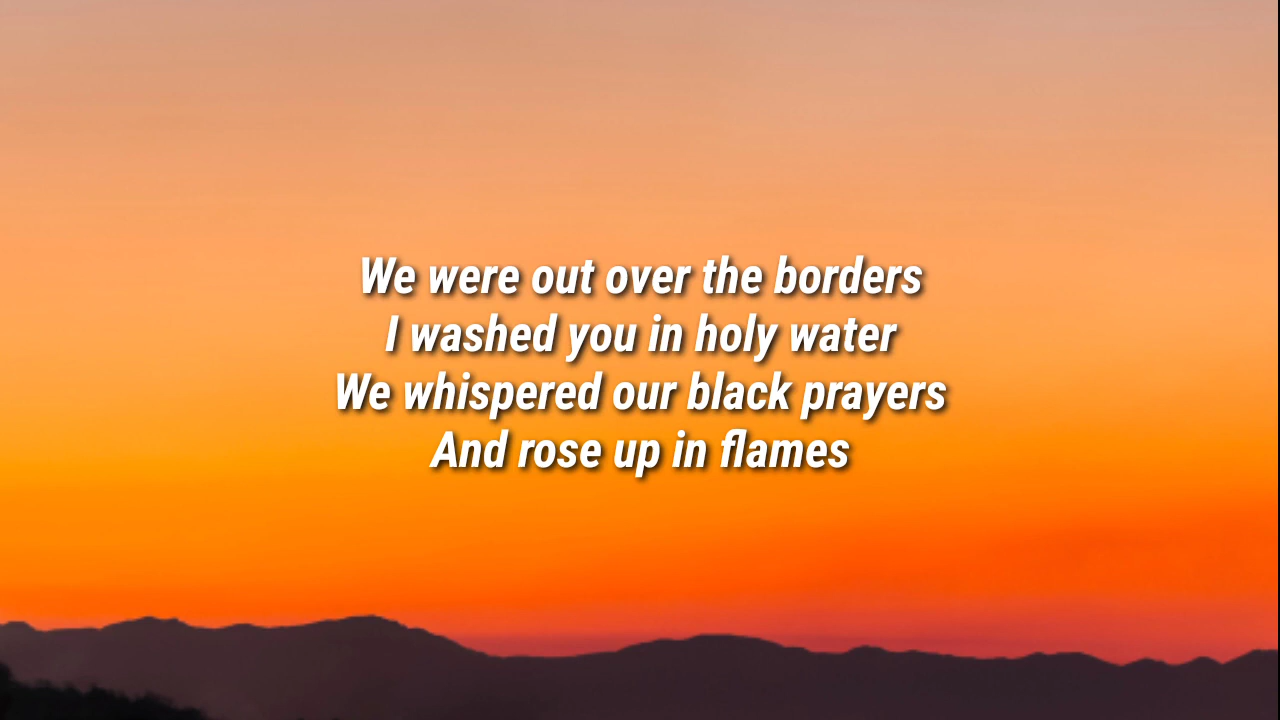 We were out over the borders
I washed you in holy water
We whispered our black prayers
And rose up in flames